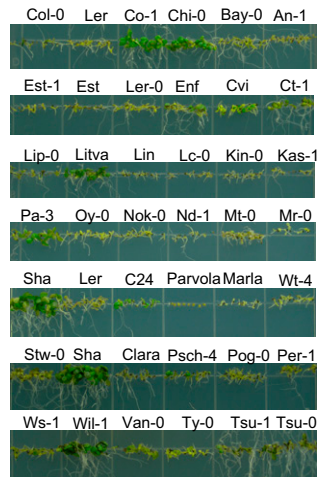 Col-0 Ler Co-1 Chi-0 Bay-0 An-1
Est-1 Est Ler-0 Enf Cvi Ct-1
Lip-0 Litva Lin Lc-0 Kin-0 Kas-1
Pa-3 Oy-0 Nok-0 Nd-1 Mt-0 Mr-0
Sha Ler C24 Parvola Marla Wt-4
Stw-0 Sha Clara Psch-4 Pog-0 Per-1
Ws-1 Wil-1 Van-0 Ty-0 Tsu-1 Tsu-0